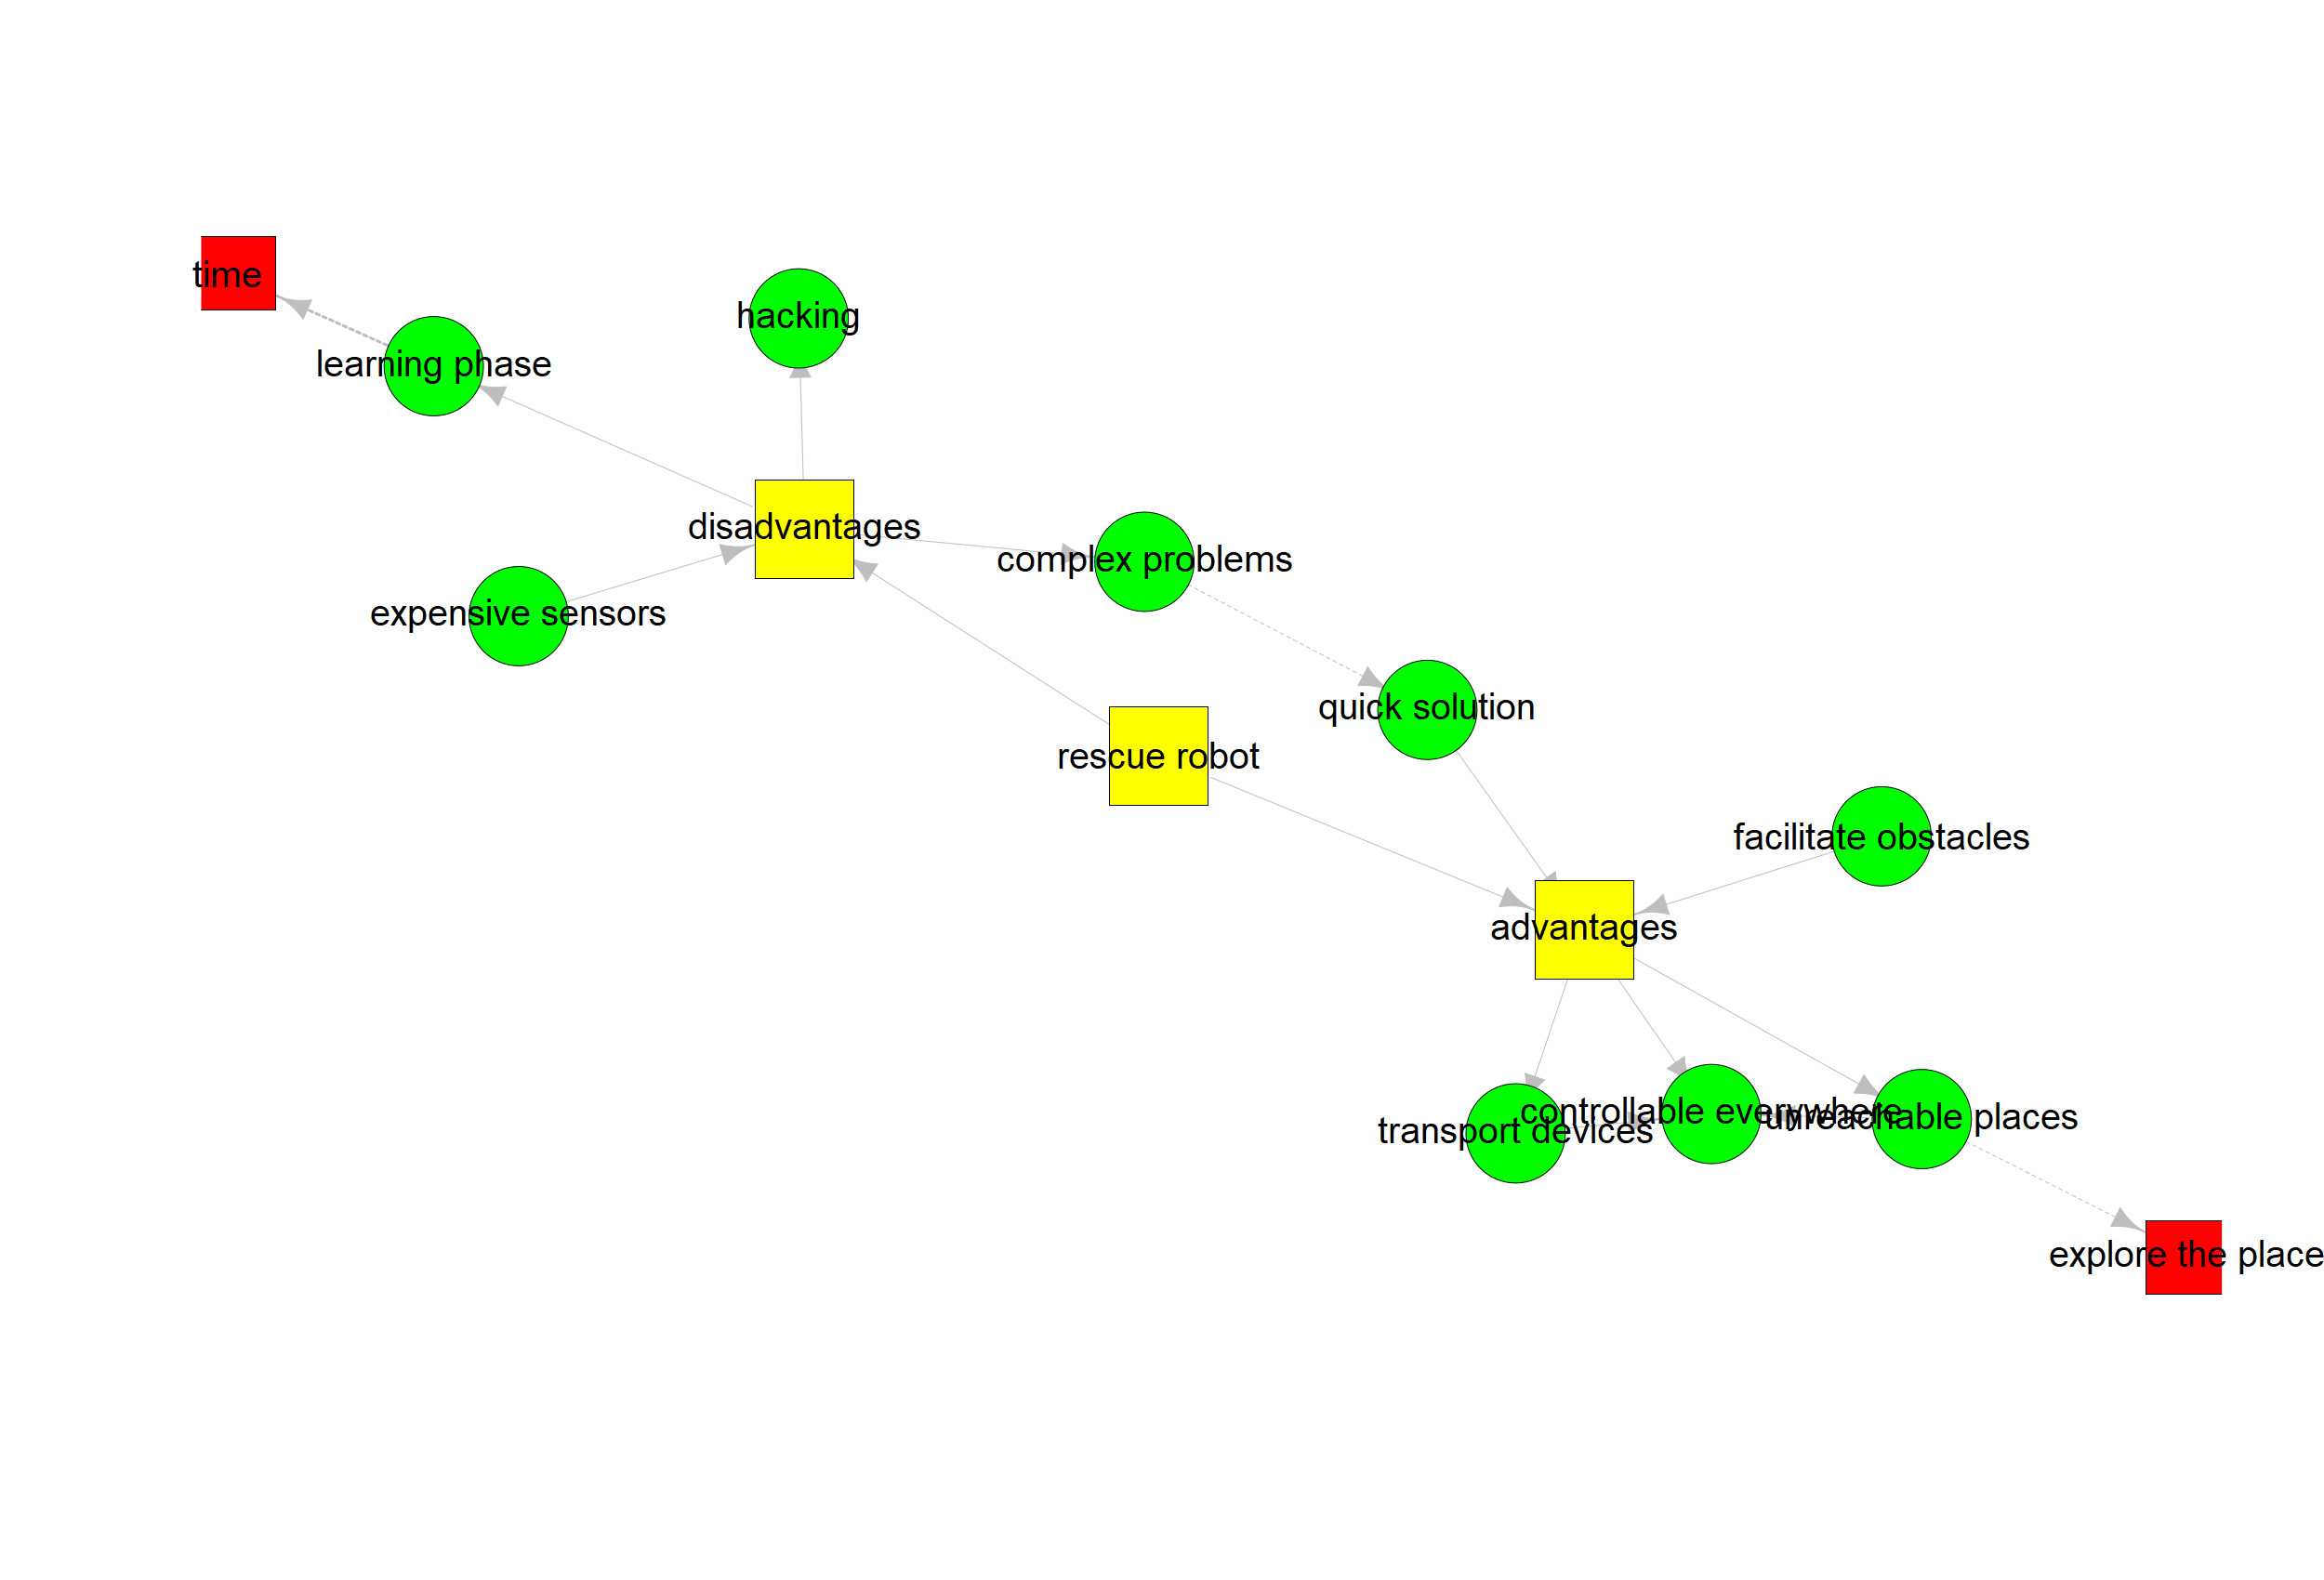 time
hacking
learning phase
disadvantages
complex problems
expensive sensors
quick solution
rescue robot
facilitate obstacles
advantages
controllable everywhere
unreachable places
transport devices
explore the place